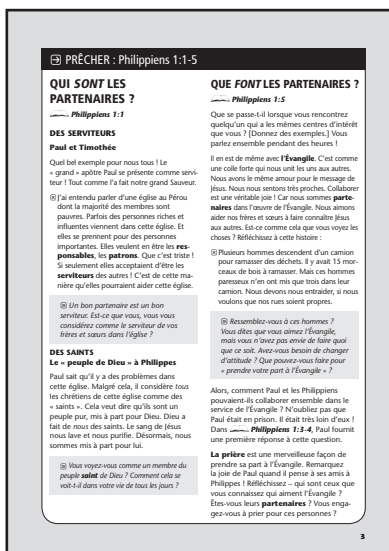 PRÊCHER : Philippiens 1:1-5
QUI SONT LES
PARTENAIRES ?
Philippiens 1:1
DES SERVITEURS
Paul et Timothée
Quel bel exemple pour nous tous ! Le
« grand » apôtre Paul se présente comme servi-
teur ! Tout comme l'a fait notre grand Sauveur.
J'ai entendu parler d'une église au Pérou
dont la majorité des membres sont
pauvres. Parfois des personnes riches et
influentes viennent dans cette église. Et
elles se prennent pour des personnes
importantes. Elles veulent en être les res-
ponsables, les patrons. Que c'est triste !
Si seulement elles acceptaient d'être les
serviteurs des autres ! C'est de cette ma-
nière qu'elles pourraient aider cette église.
Un bon partenaire est un bon
serviteur. Est-ce que vous, vous vous
considérez comme le serviteur de vos
frères et sœurs dans l'église ?
DES SAINTS
Le « peuple de Dieu » à Philippes
Paul sait qu'il y a des problèmes dans
cette église. Malgré cela, il considère tous
les chrétiens de cette église comme des
« saints ». Cela veut dire qu'ils sont un
peuple pur, mis à part pour Dieu. Dieu a
fait de nous des saints. Le sang de Jésus
nous lave et nous purifie. Désormais, nous
sommes mis à part pour lui.
Vous voyez-vous comme un membre du
peuple saint de Dieu ? Comment cela se
voit-il dans votre vie de tous les jours ?
QUE FONT LES PARTENAIRES ?
Philippiens 1:5
Que se passe-t-il lorsque vous rencontrez
quelqu'un qui a les mêmes centres d'intérêt
que vous ? [Donnez des exemples.] Vous
parlez ensemble pendant des heures !
Il en est de même avec l'Évangile. C'est comme
une colle forte qui nous unit les uns aux autres.
Nous avons le même amour pour le message de
Jésus. Nous nous sentons très proches. Collaborer
est une véritable joie ! Car nous sommes parte-
naires dans l'œuvre de l'Évangile. Nous aimons
aider nos frères et sœurs à faire connaître Jésus
aux autres. Est-ce comme cela que vous voyez les
choses ? Réfléchissez à cette histoire :
Plusieurs hommes descendent d'un camion
pour ramasser des déchets. Il y avait 15 mor-
ceaux de bois à ramasser. Mais ces hommes
paresseux n'en ont mis que trois dans leur
camion. Nous devons nous entraider, si nous
voulons que nos rues soient propres.
Ressemblez-vous à ces hommes ?
Vous dites que vous aimez l'Évangile,
mais vous n'avez pas envie de faire quoi
que ce soit. Avez-vous besoin de changer
d'attitude ? Que pouvez-vous faire pour
« prendre votre part à l'Évangile » ?
Alors, comment Paul et les Philippiens
pouvaient-ils collaborer ensemble dans le
service de l'Évangile ? N'oubliez pas que
Paul était en prison. Il était très loin d'eux !
Dans Philippiens 1:3-4, Paul fournit
une première réponse à cette question.
La prière est une merveilleuse façon de
prendre sa part à l'Évangile. Remarquez
la joie de Paul quand il pense à ses amis à
Philippes ! Réfléchissez – qui sont ceux que
vous connaissez qui aiment l'Évangile ?
Êtes-vous leurs partenaires ? Vous enga-
gez-vous à prier pour ces personnes ?
3